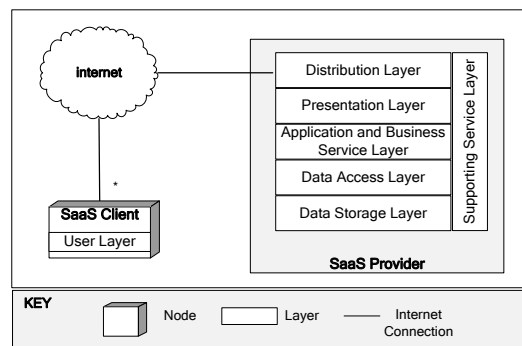 internet
Distribution Layer
Presentation Layer
Application and Business
Service Layer
Data Access Layer
Data Storage Layer
Supporting Service Layer
SaaS Provider
*
SaaS Client
User Layer
KEY
Node
Layer
Internet
Connection